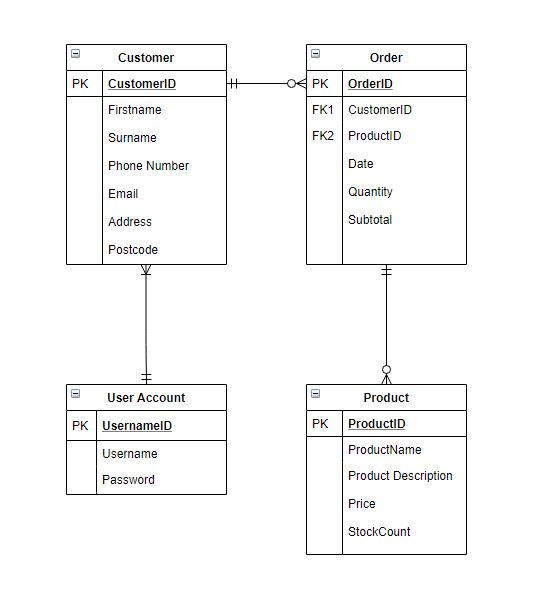 Customer
PK CustomerID
Firstname
Surname
Phone Number
Email
Address
Postcode
Order
PK OrderID
FK1 CustomerID
FK2 ProductID
Date
Quantity
Subtotal
User Account
PK UsernameID
Username
Password
Product
PK ProductID
ProductName
Product Description
Price
StockCount